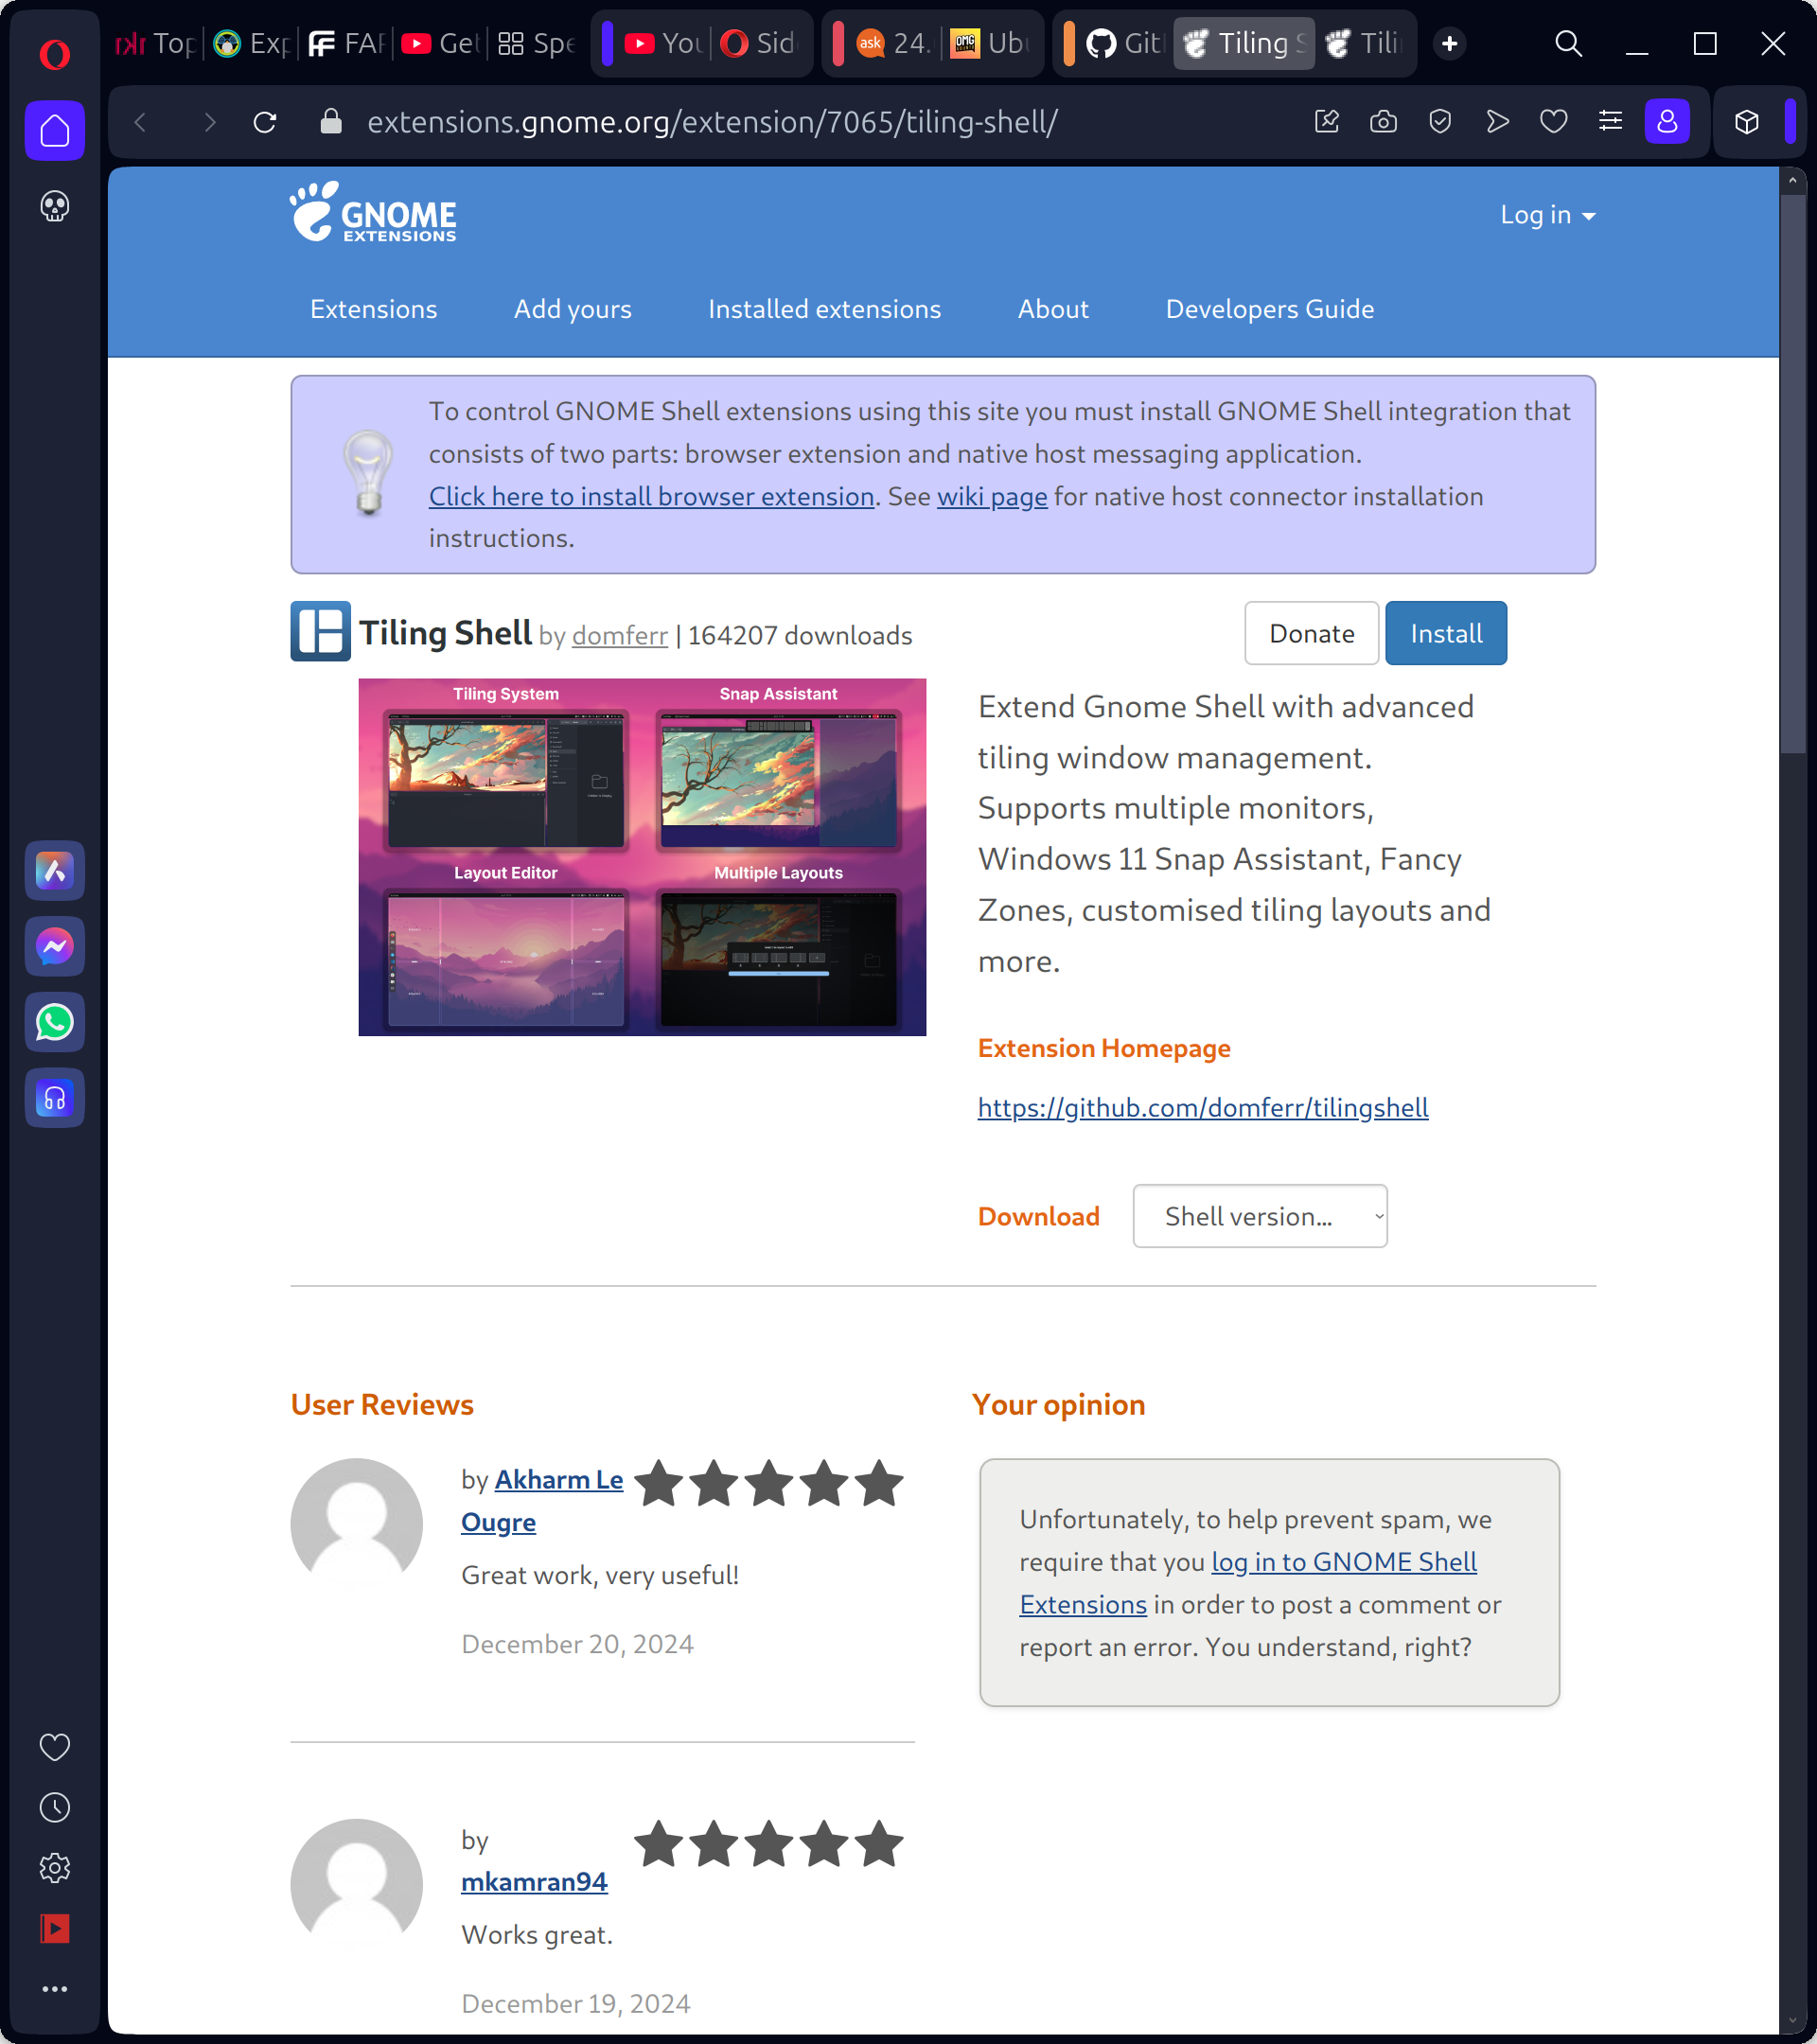 Top
Exp
FAF
Get
Spe
You
Sid
ask
24.
OMG!
Ubu
Git
Tiling S
Tili
extensions.gnome.org/extension/7065/tiling-shell/
GNOME
EXTENSIONS
Log in
Extensions
Add yours
Installed extensions
About
Developers Guide
To control GNOME Shell extensions using this site you must install GNOME Shell integration that
consists of two parts: browser extension and native host messaging application.
Click here to install browser extension. See wiki page for native host connector installation
instructions.
Tiling Shell by domferr | 164207 downloads
Donate
Install
Tiling System
Snap Assistant
Layout Editor
Multiple Layouts
Extend Gnome Shell with advanced
tiling window management.
Supports multiple monitors,
Windows 11 Snap Assistant, Fancy
Zones, customised tiling layouts and
more.
Extension Homepage
https://github.com/domferr/tilingshell
Download
Shell version...
User Reviews
by Akharm Le
Ougre
Great work, very useful!
December 20, 2024
by
mkamran94
Works great.
December 19, 2024
Your opinion
Unfortunately, to help prevent spam, we
require that you log in to GNOME Shell
Extensions in order to post a comment or
report an error. You understand, right?